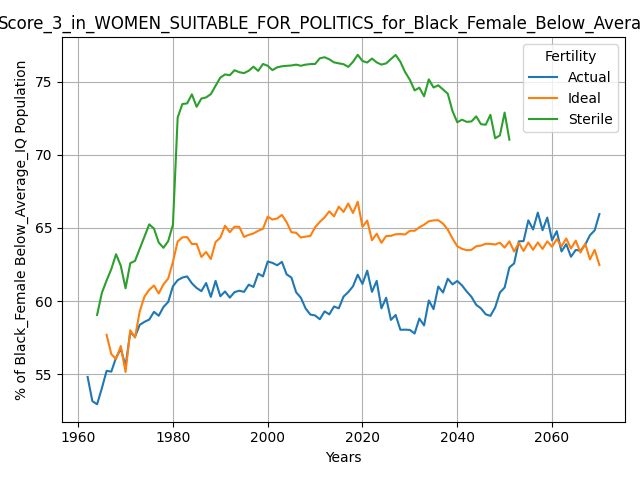 Score_3_in_WOMEN_SUITABLE_FOR_POLITICS_for_Black_Female_Below_Avera
% of Black_Female Below_Average_IQ Population
75
70
65
60
55
1960
1980
2000
2020
2040
2060
Years
Fertility
Actual
Ideal
Sterile